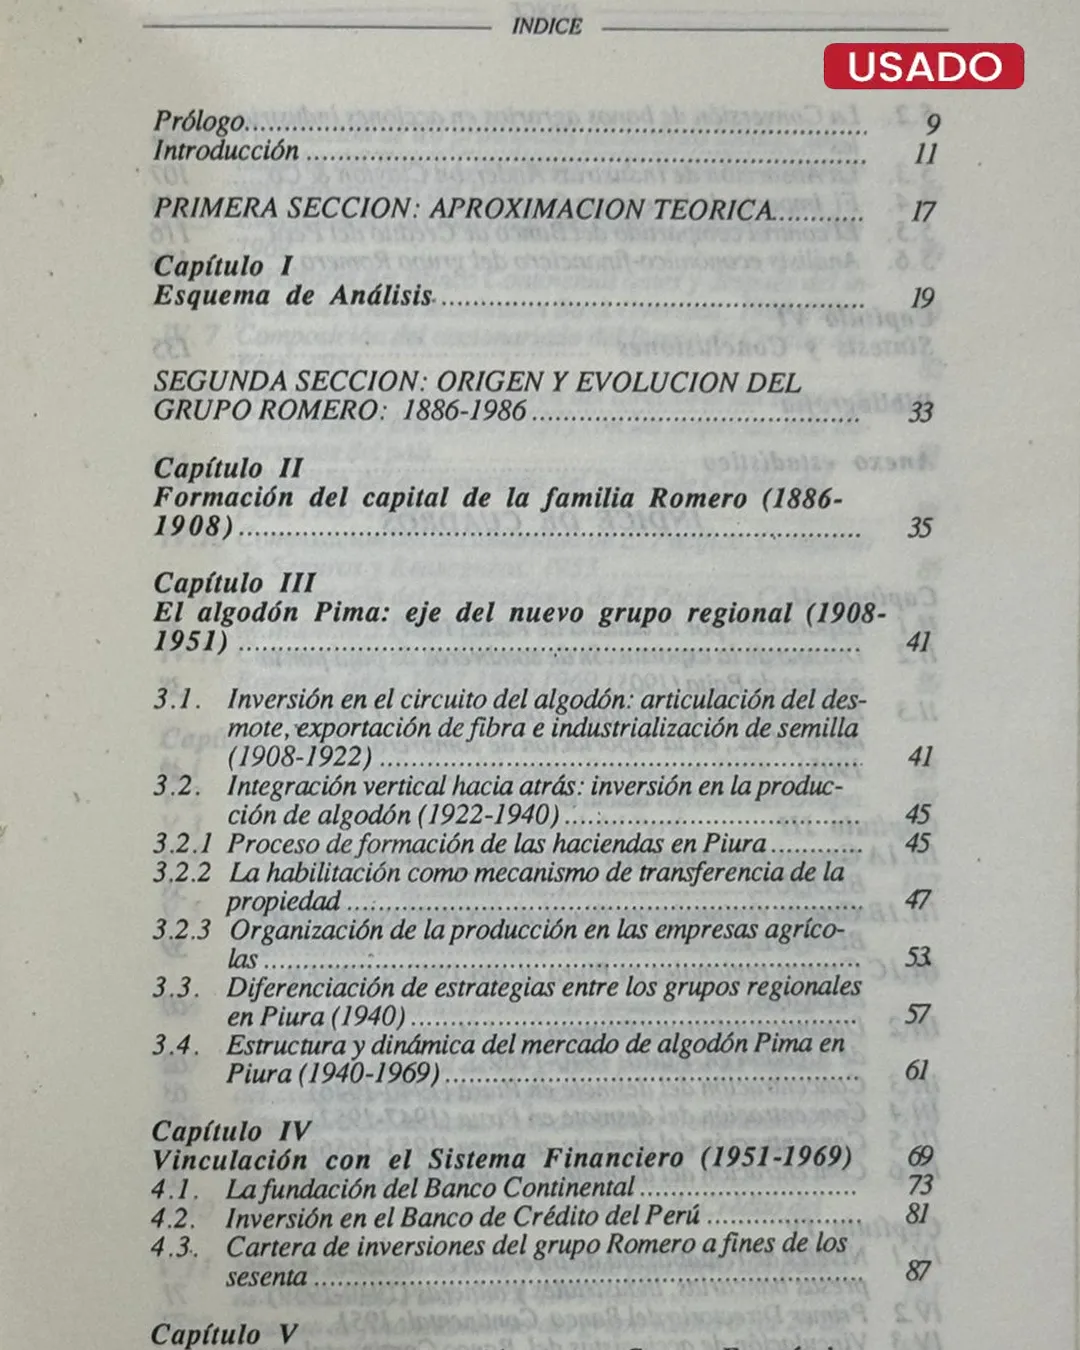 INDICE
USADO
Prólogo........................................................................ 9
Introducción ................................................................ 11
PRIMERA SECCION: APROXIMACION TEORICA............ 17
Capítulo I
Esquema de Análisis..................................................... 19
SEGUNDA SECCION: ORIGEN Y EVOLUCION DEL
GRUPO ROMERO: 1886-1986 ........................................ 33
Capítulo II
Formación del capital de la familia Romero (1886-
1908)............................................................................ 35
Capítulo III
El algodón Pima: eje del nuevo grupo regional (1908-
1951) ........................................................................... 41
3.1. Inversión en el circuito del algodón: articulación del des-
mote, exportación de fibra e industrialización de semilla
(1908-1922) ........................................................... 41
3.2. Integración vertical hacia atrás: inversión en la produc-
ción de algodón (1922-1940) .................................... 45
3.2.1 Proceso de formación de las haciendas en Piura............ 45
3.2.2 La habilitación como mecanismo de transferencia de la
propiedad ............................................................... 47
3.2.3 Organización de la producción en las empresas agríco-
las ......................................................................... 53
3.3. Diferenciación de estrategias entre los grupos regionales
en Piura (1940) ....................................................... 57
3.4. Estructura y dinámica del mercado de algodón Pima en
Piura (1940-1969) ................................................... 61
Capítulo IV
Vinculación con el Sistema Financiero (1951-1969) 69
4.1. La fundación del Banco Continental ........................... 73
4.2. Inversión en el Banco de Crédito del Perú .................... 81
4.3. Cartera de inversiones del grupo Romero a fines de los
sesenta ................................................................... 87
Capítulo V